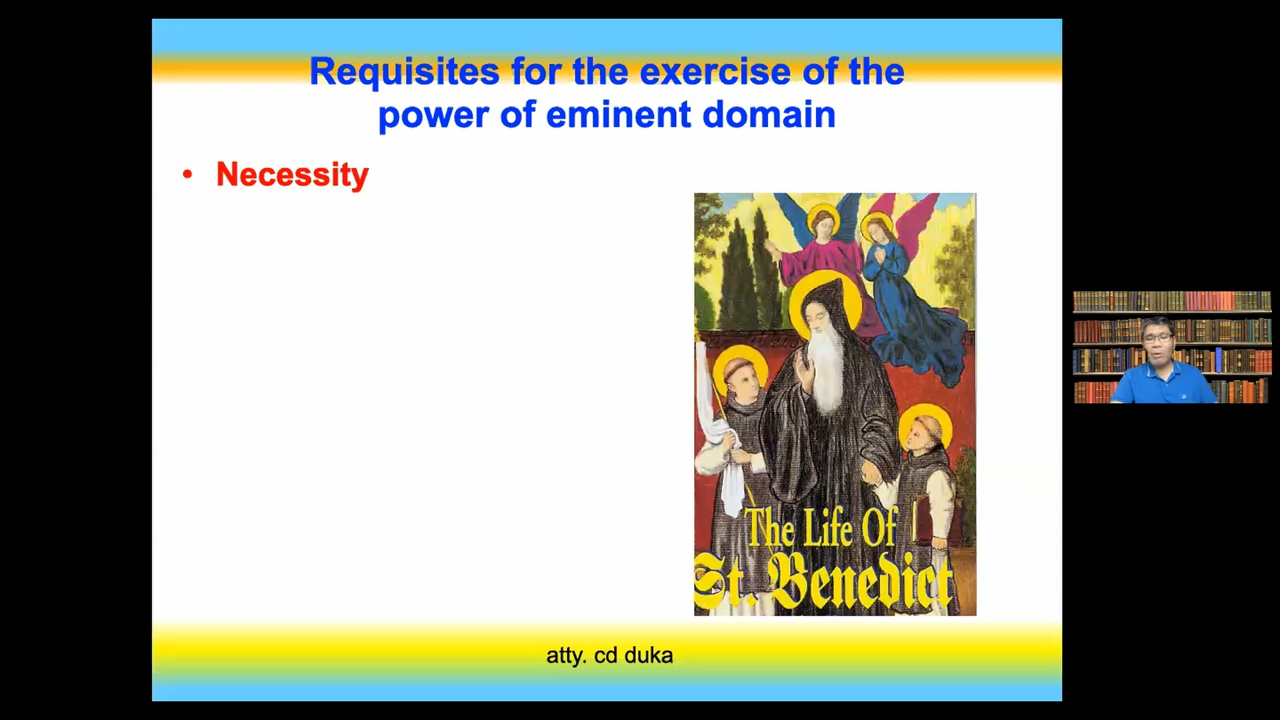 Requisites for the exercise of the
power of eminent domain
• Necessity
The Life Of
St. Benedict
atty. cd duka